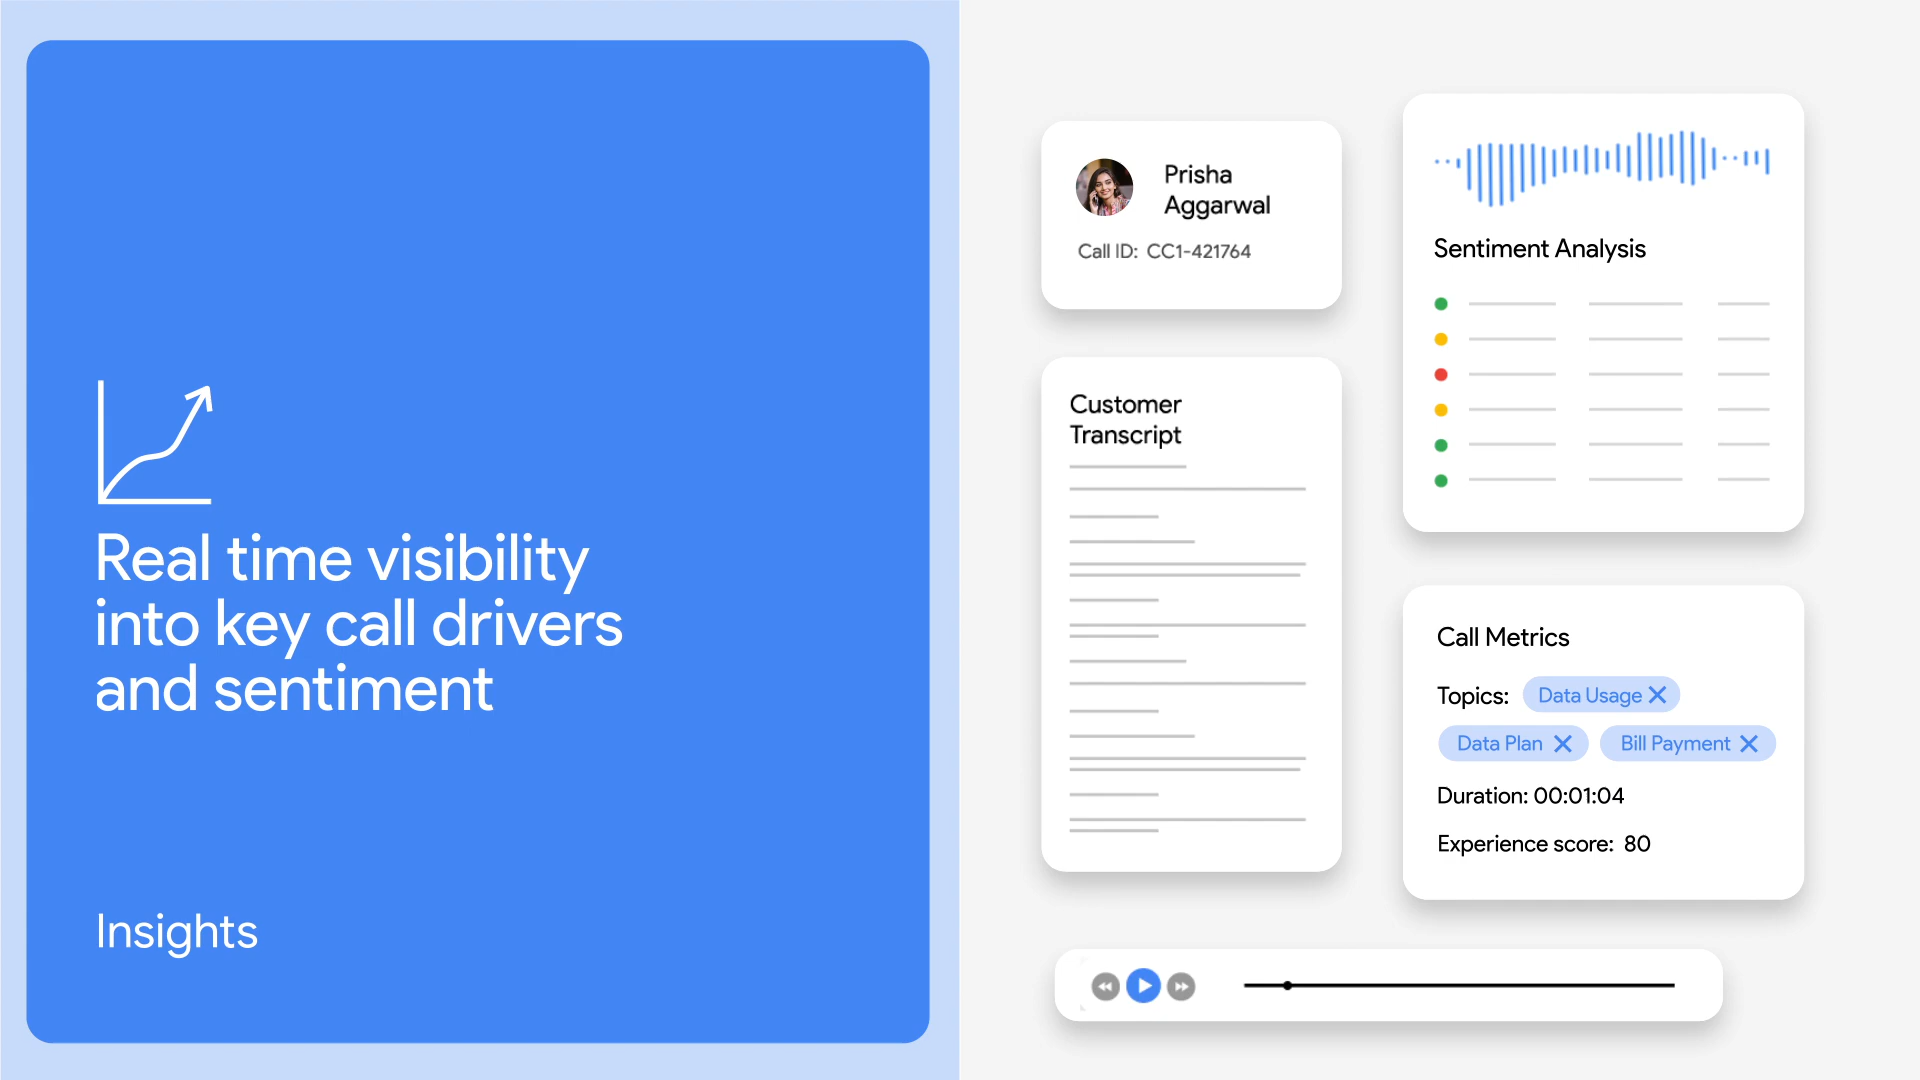 Real time visibility
into key call drivers
and sentiment
Insights
Prisha
Aggarwal
Call ID: CC1-421764
Customer
Transcript
Sentiment Analysis
Call Metrics
Topics: Data Usage
Data Plan Bill Payment
Duration: 00:01:04
Experience score: 80